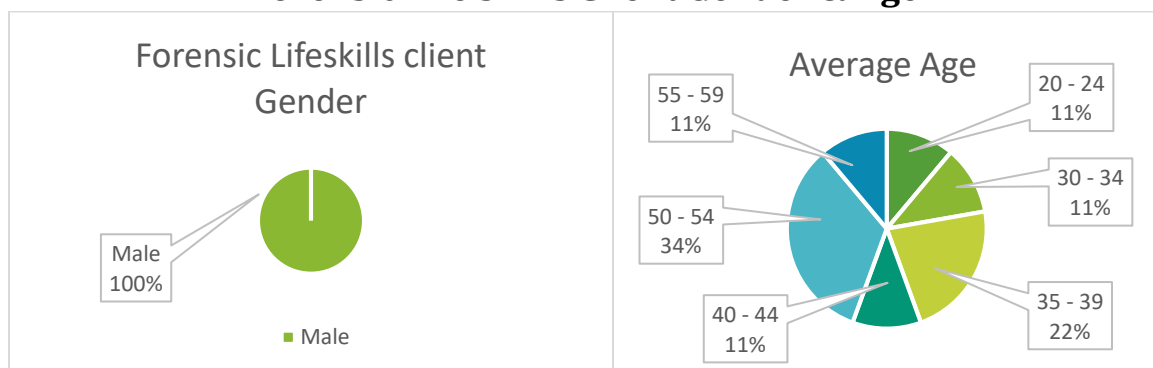 Forensic Lifeskills client
Gender
Male
100%
Male
Average Age
20 - 24
11%
30 - 34
11%
35 - 39
22%
40 - 44
11%
50 - 54
34%
55 - 59
11%